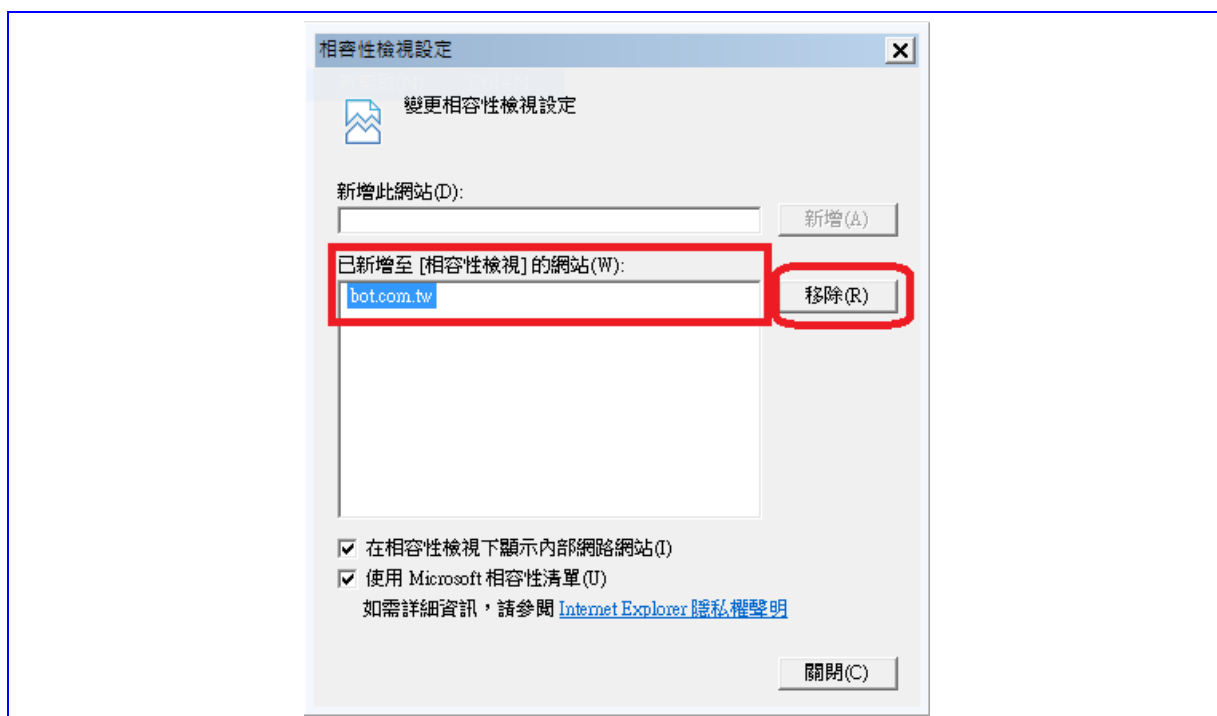 相容性檢視設定
變更相容性檢視設定
新增此網站(D):
新增(A)
已新增至 [相容性檢視] 的網站(W):
bot.com.tw
移除(R)
在相容性檢視下顯示內部網路網站(I)
使用 Microsoft 相容性清單(U)
如需詳細資訊，請參閱 Internet Explorer 隱私權聲明
關閉(C)